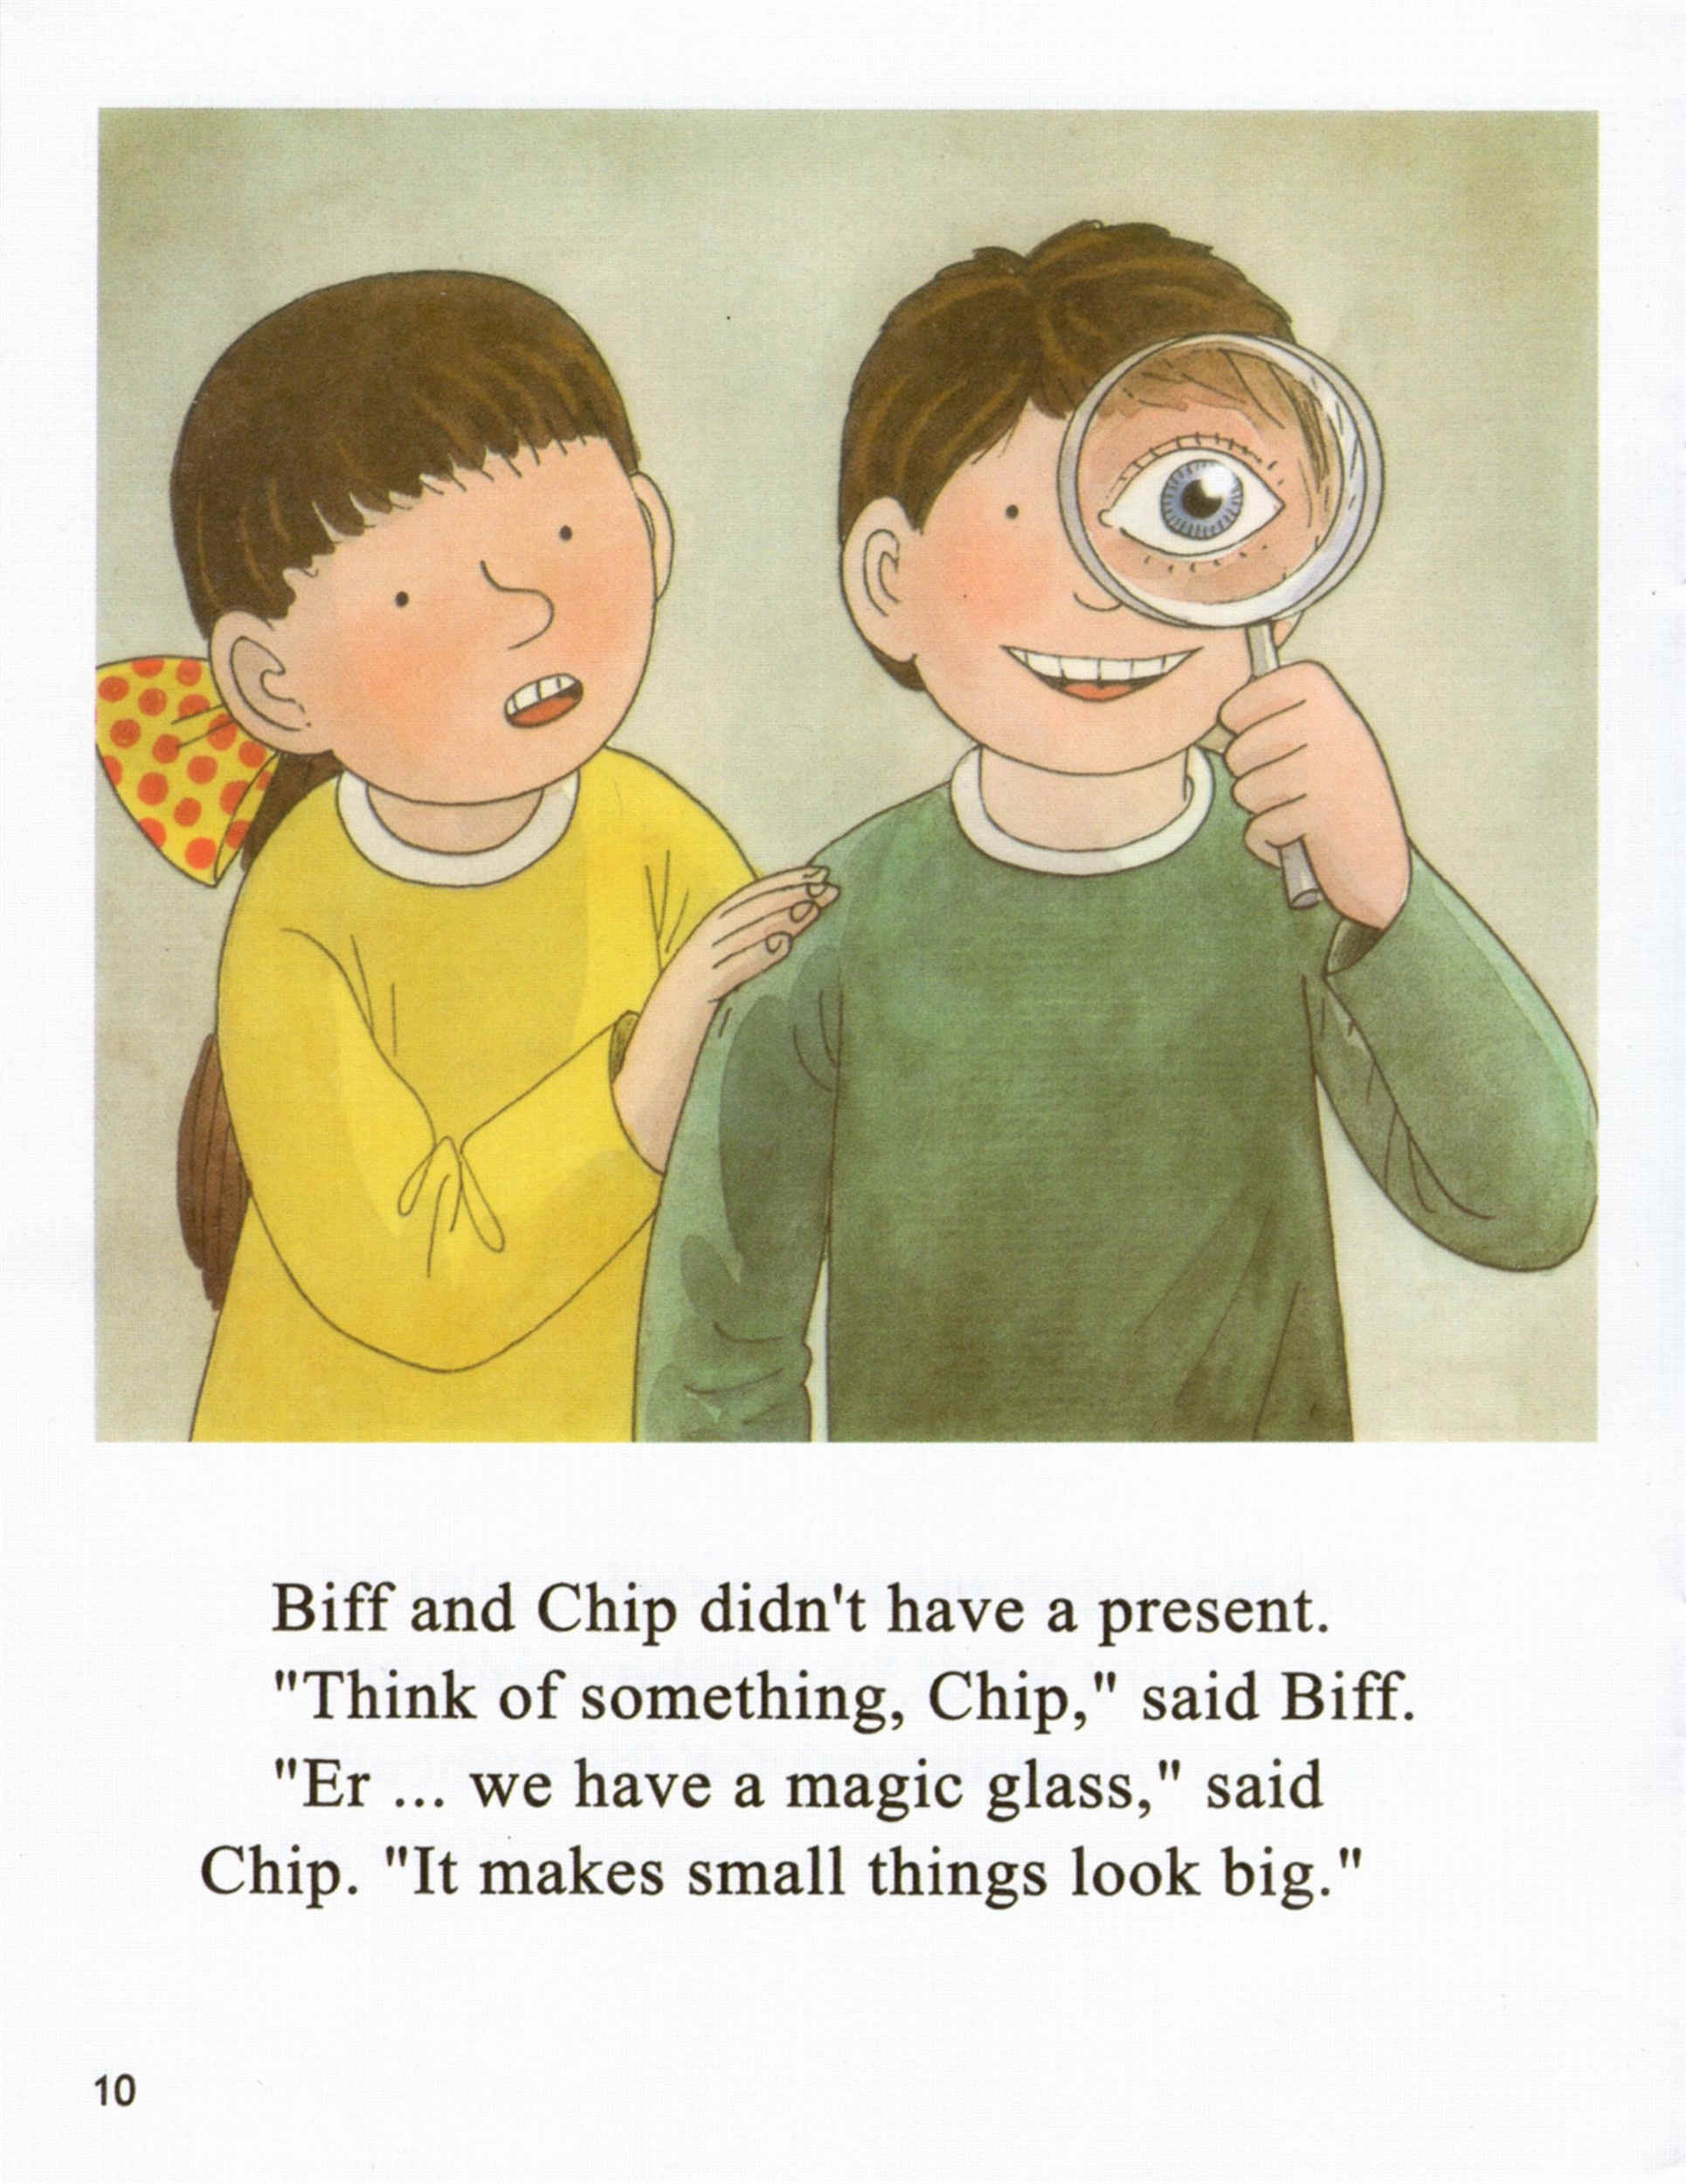 Biff and Chip didn't have a present.
"Think of something, Chip," said Biff.
"Er ... we have a magic glass," said
Chip. "It makes small things look big."
10